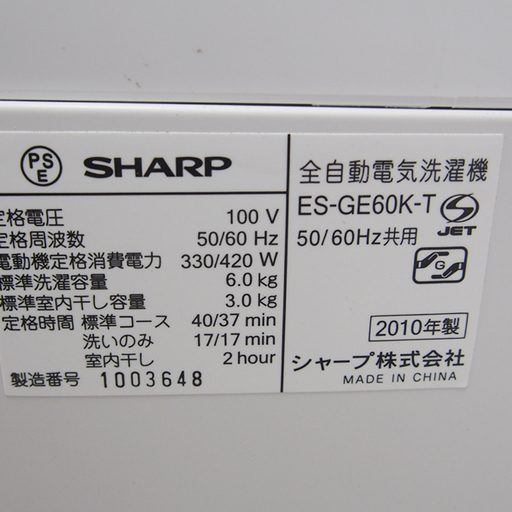 PS
E
SHARP
定格電圧 100 V
定格周波数 50/60 Hz
電動機定格消費電力 330/420 W
標準洗濯容量 6.0 kg
標準室内干し容量 3.0 kg
定格時間 標準コース 40/37 min
洗いのみ 17/17 min
室内干し 2 hour
製造番号 1003648
全自動電気洗濯機
ES-GE60K-T
S JET
50/60Hz共用
G
2010年製
シャープ株式会社
MADE IN CHINA